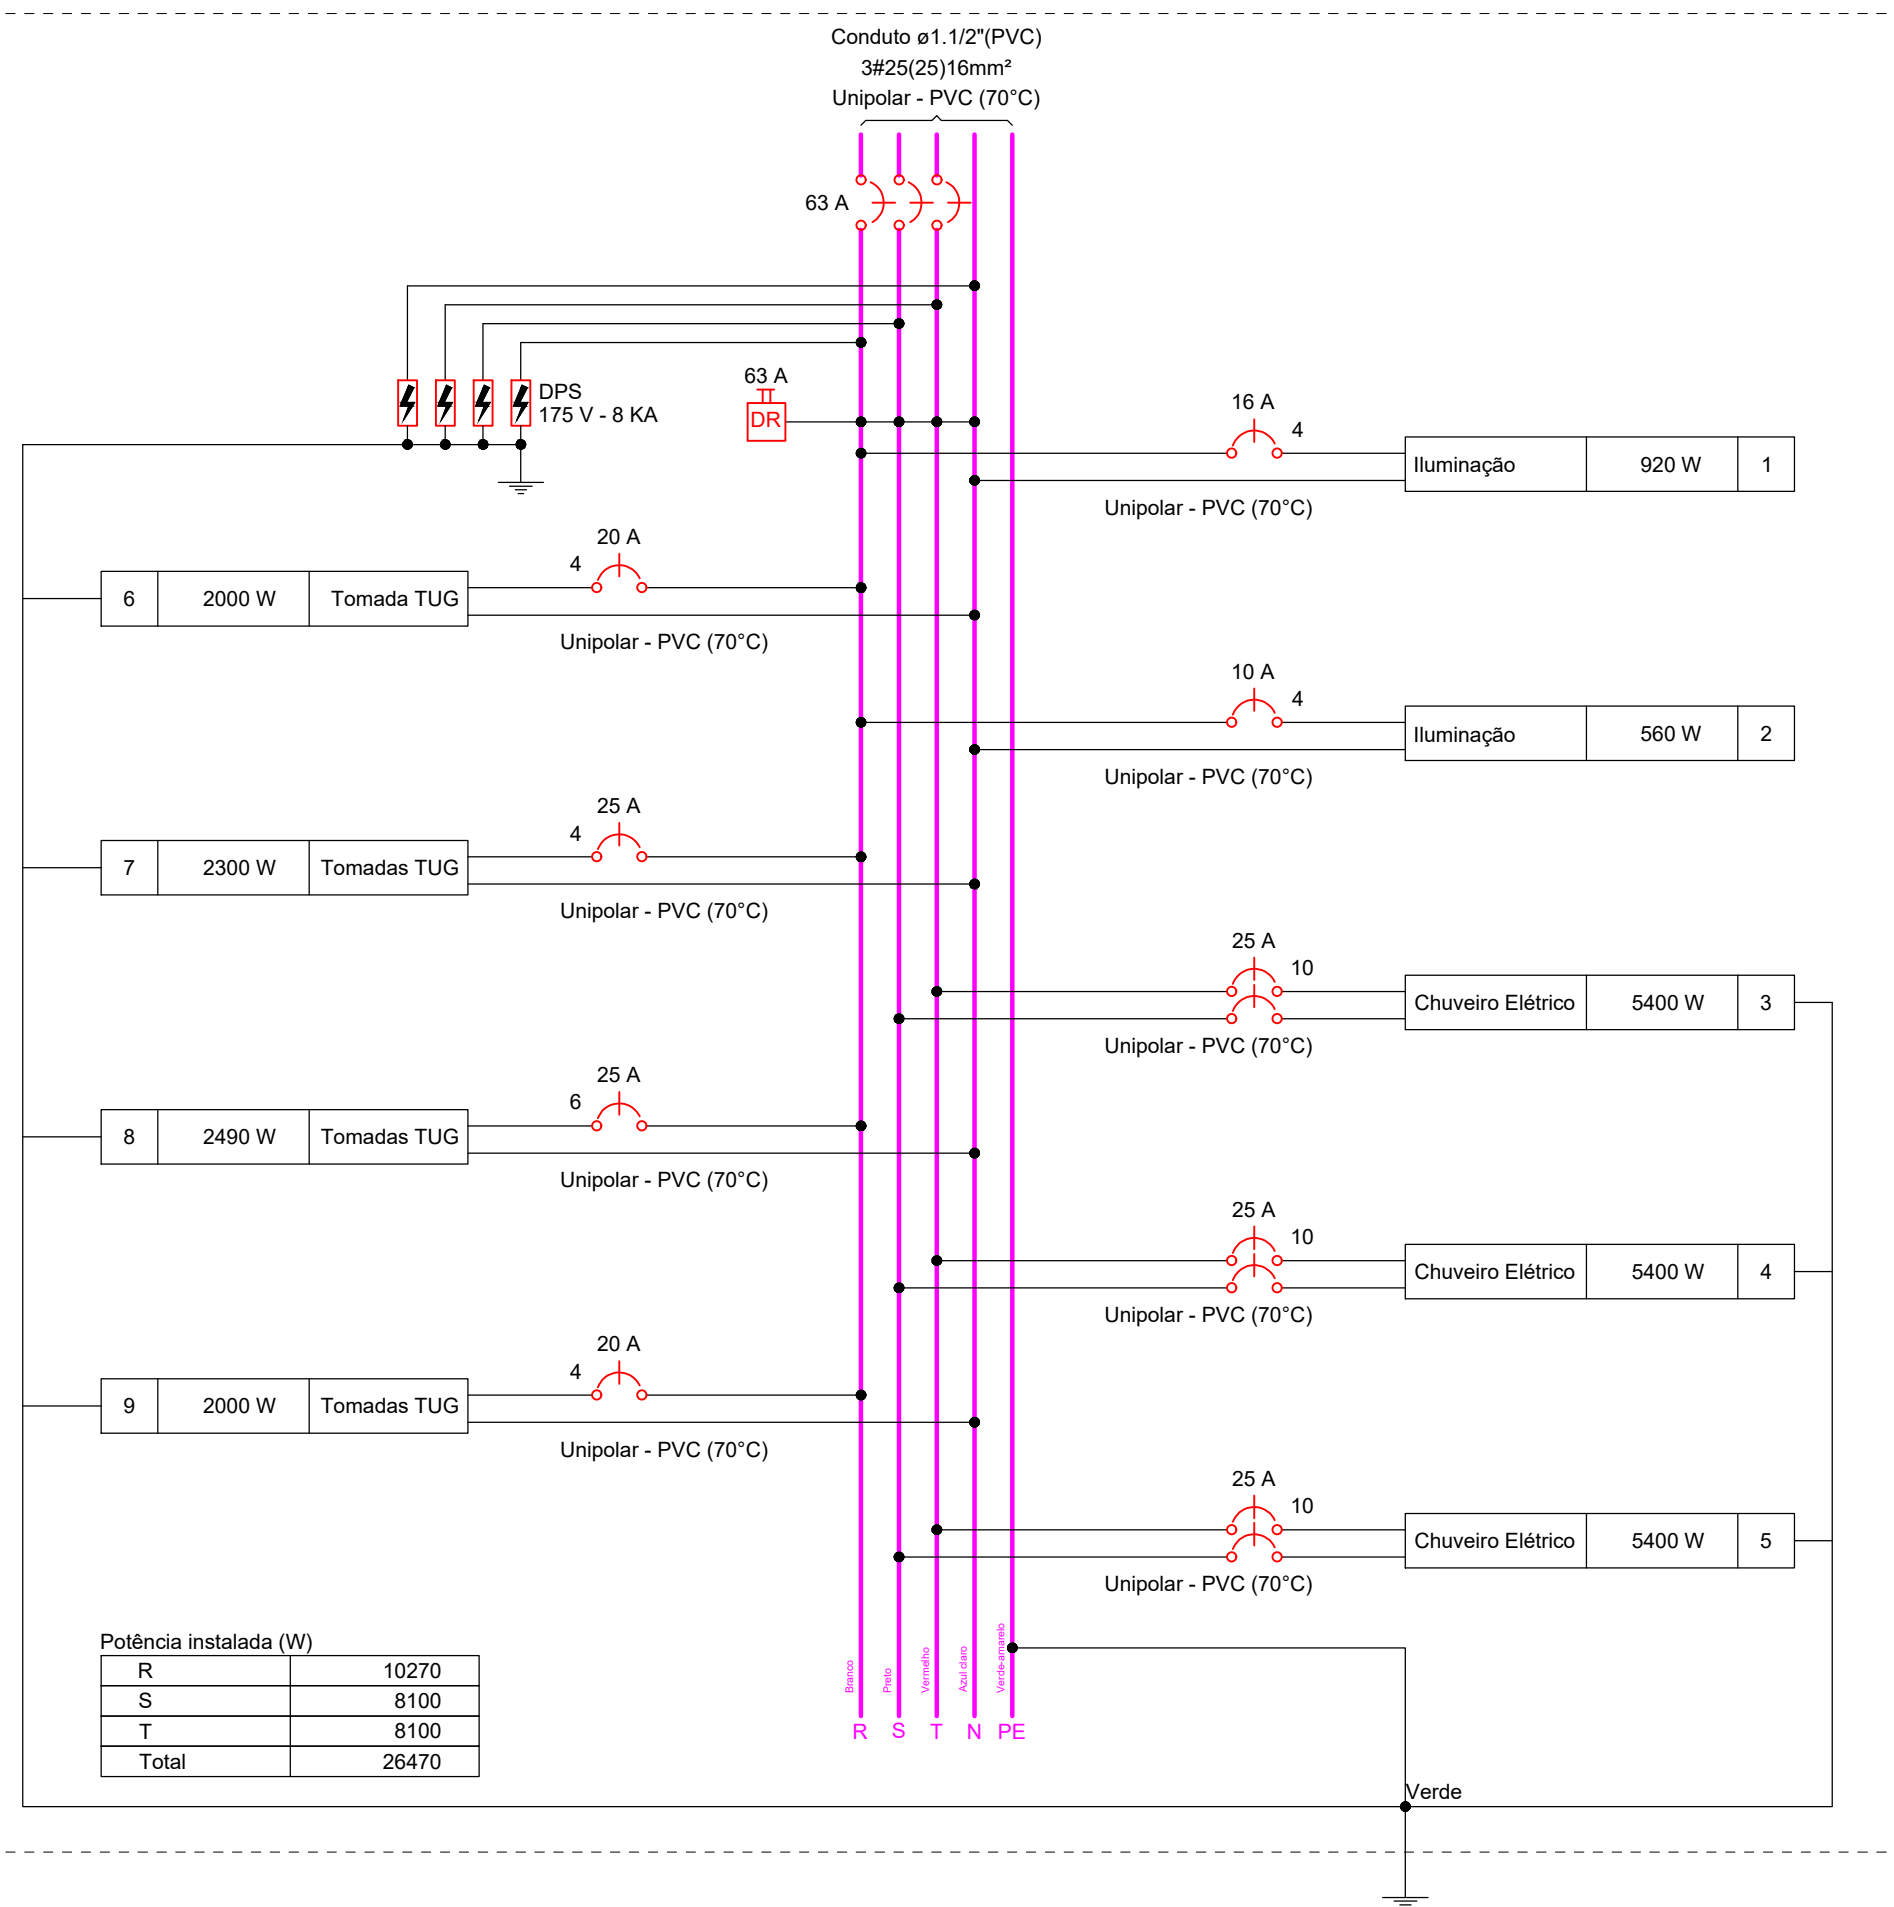 Conduto ø1.1/2"(PVC)
3#25(25)16mm²
Unipolar - PVC (70°C)
63 A
DPS
175 V - 8 KA
63 A
DR
16 A
4
Iluminação 920 W 1
Unipolar - PVC (70°C)
20 A
4
6 2000 W Tomada TUG
Unipolar - PVC (70°C)
10 A
4
Iluminação 560 W 2
Unipolar - PVC (70°C)
25 A
4
7 2300 W Tomadas TUG
Unipolar - PVC (70°C)
25 A
10
Chuveiro Elétrico 5400 W 3
Unipolar - PVC (70°C)
25 A
6
8 2490 W Tomadas TUG
Unipolar - PVC (70°C)
25 A
10
Chuveiro Elétrico 5400 W 4
Unipolar - PVC (70°C)
20 A
4
9 2000 W Tomadas TUG
Unipolar - PVC (70°C)
25 A
10
Chuveiro Elétrico 5400 W 5
Unipolar - PVC (70°C)
Branco
Preto
Vermelho
Azul claro
Verde-amarelo
R S T N PE
Potência instalada (W)
R 10270
S 8100
T 8100
Total 26470
Verde